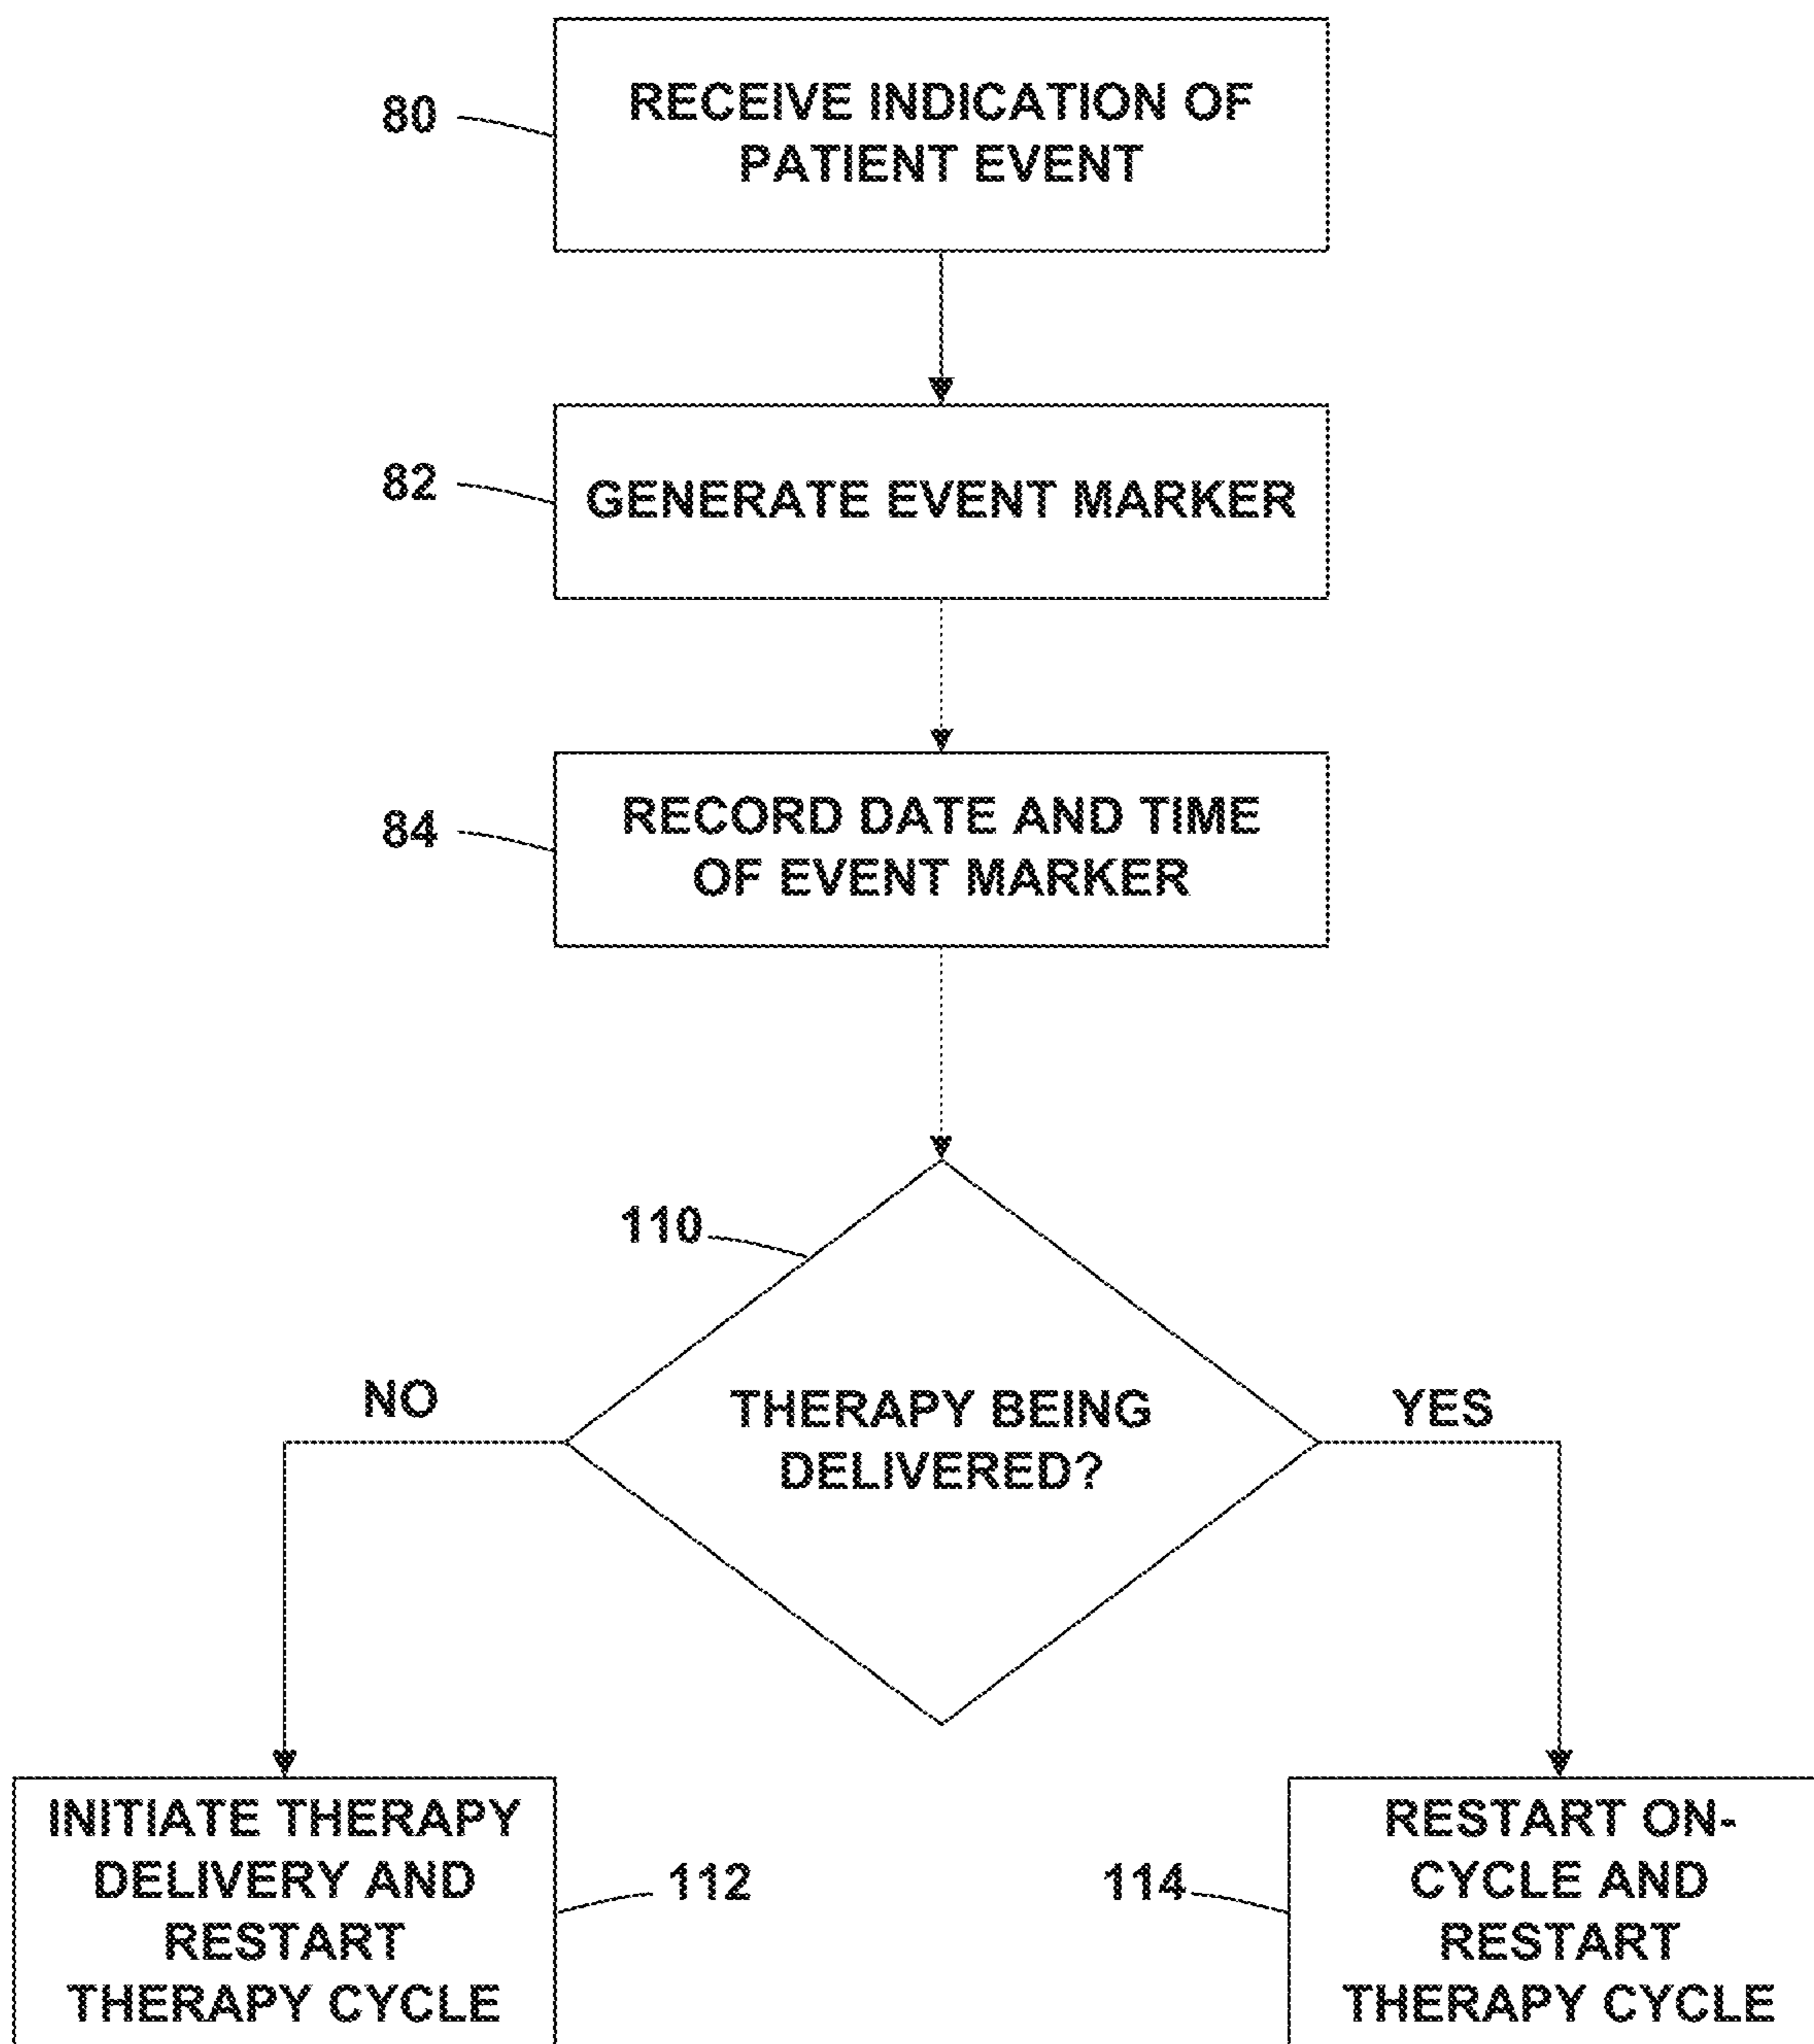 80
RECEIVE INDICATION OF
PATIENT EVENT
82
GENERATE EVENT MARKER
84
RECORD DATE AND TIME
OF EVENT MARKER
110
NO
THERAPY BEING
DELIVERED?
YES
INITIATE THERAPY
DELIVERY AND
RESTART
THERAPY CYCLE
112
114
RESTART ON-
CYCLE AND
RESTART
THERAPY CYCLE